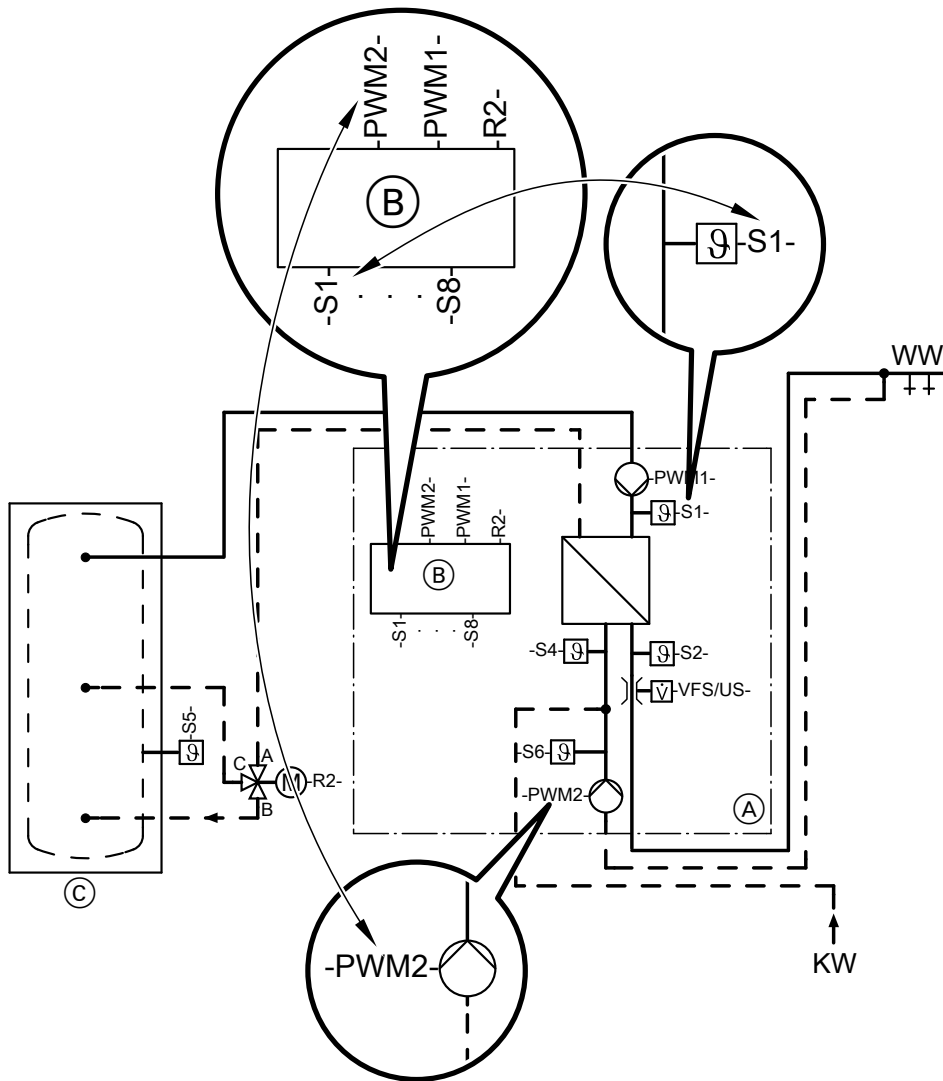 -PWM2-
-PWM1-
-R2-
B
-S1-
. . . .
-S8-
ϑ -S1-
WW
-PWM1-
ϑ -S1-
-PWM2-
-PWM1-
-R2-
B
-S1-
. . . .
-S8-
-S4- ϑ
ϑ -S2-
V̇ -VFS/US-
-S5-
ϑ
-S6- ϑ
C
A
M -R2-
B
-PWM2-
A
C
-PWM2-
KW